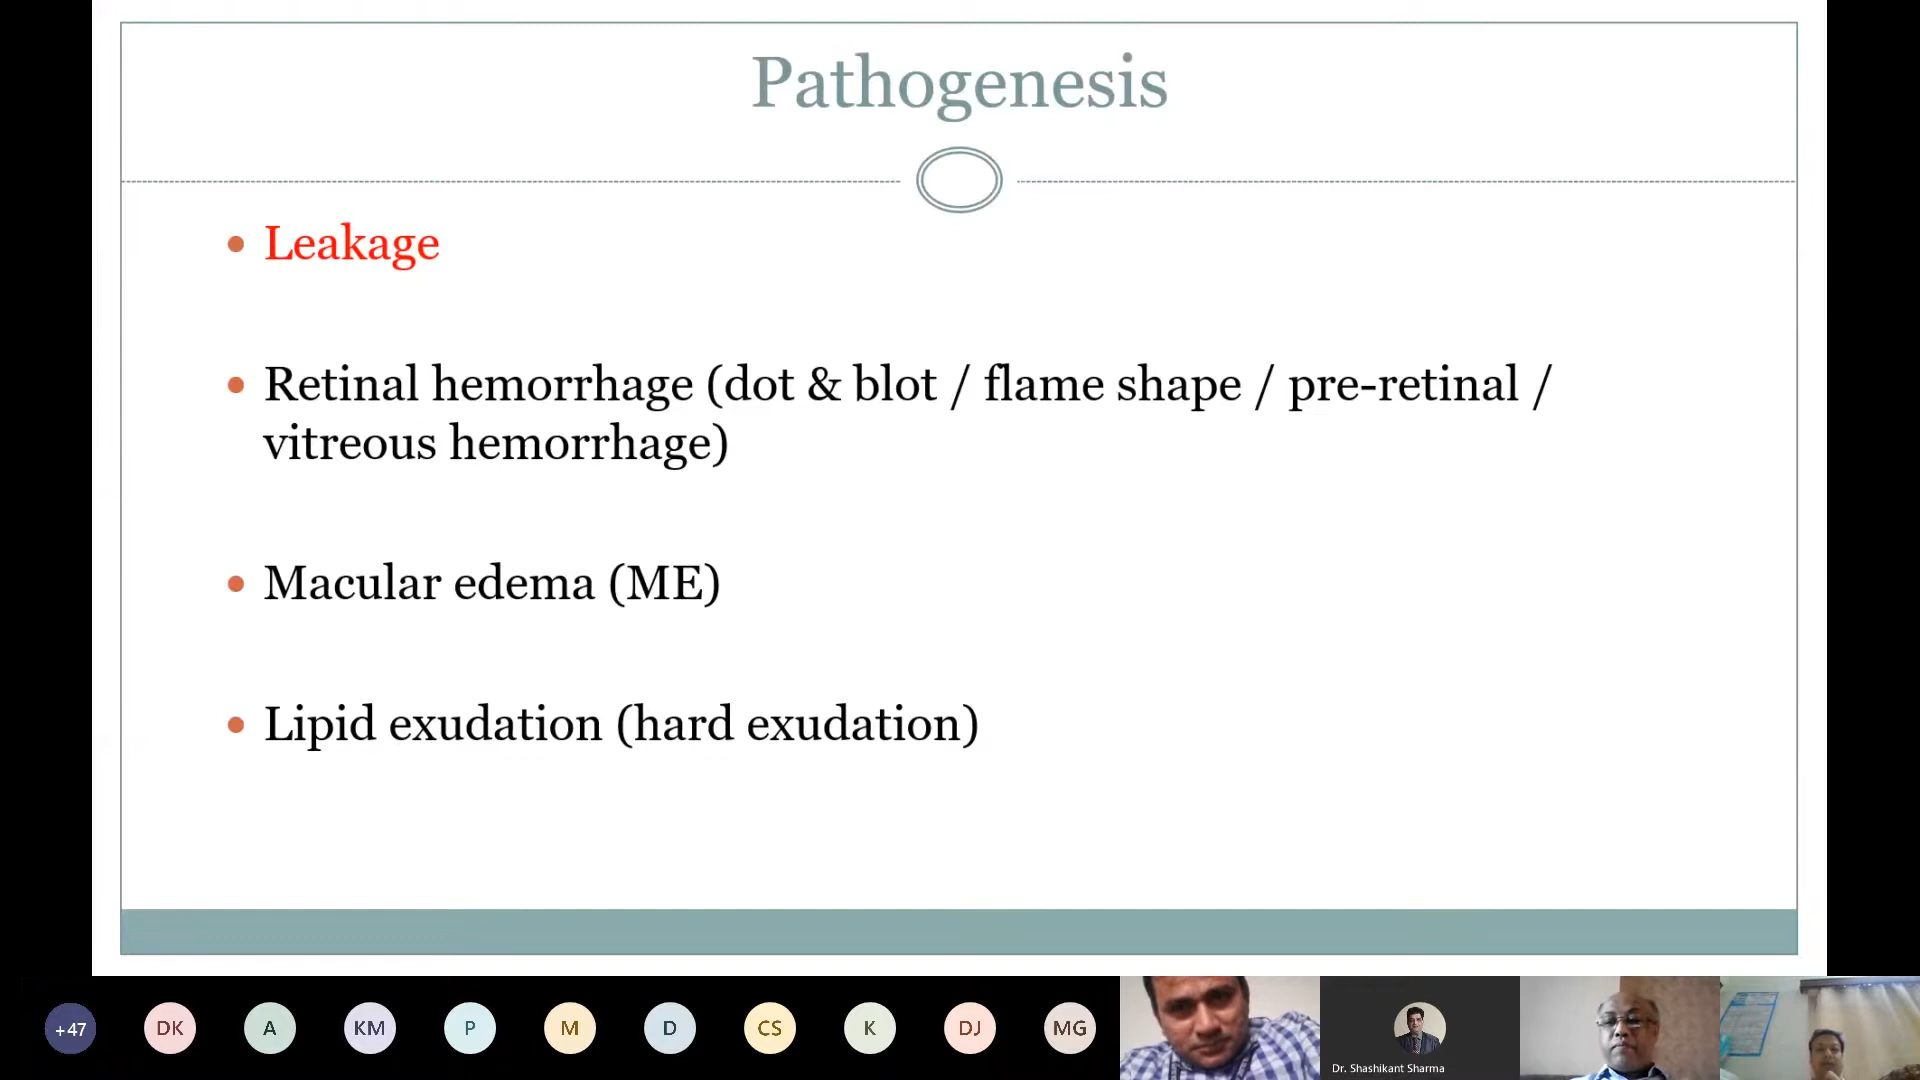 Pathogenesis
Leakage
Retinal hemorrhage (dot & blot / flame shape / pre-retinal /
vitreous hemorrhage)
Macular edema (ME)
Lipid exudation (hard exudation)
+47
DK
A
KM
P
M
D
CS
K
DJ
MG
Dr. Shashikant Sharma